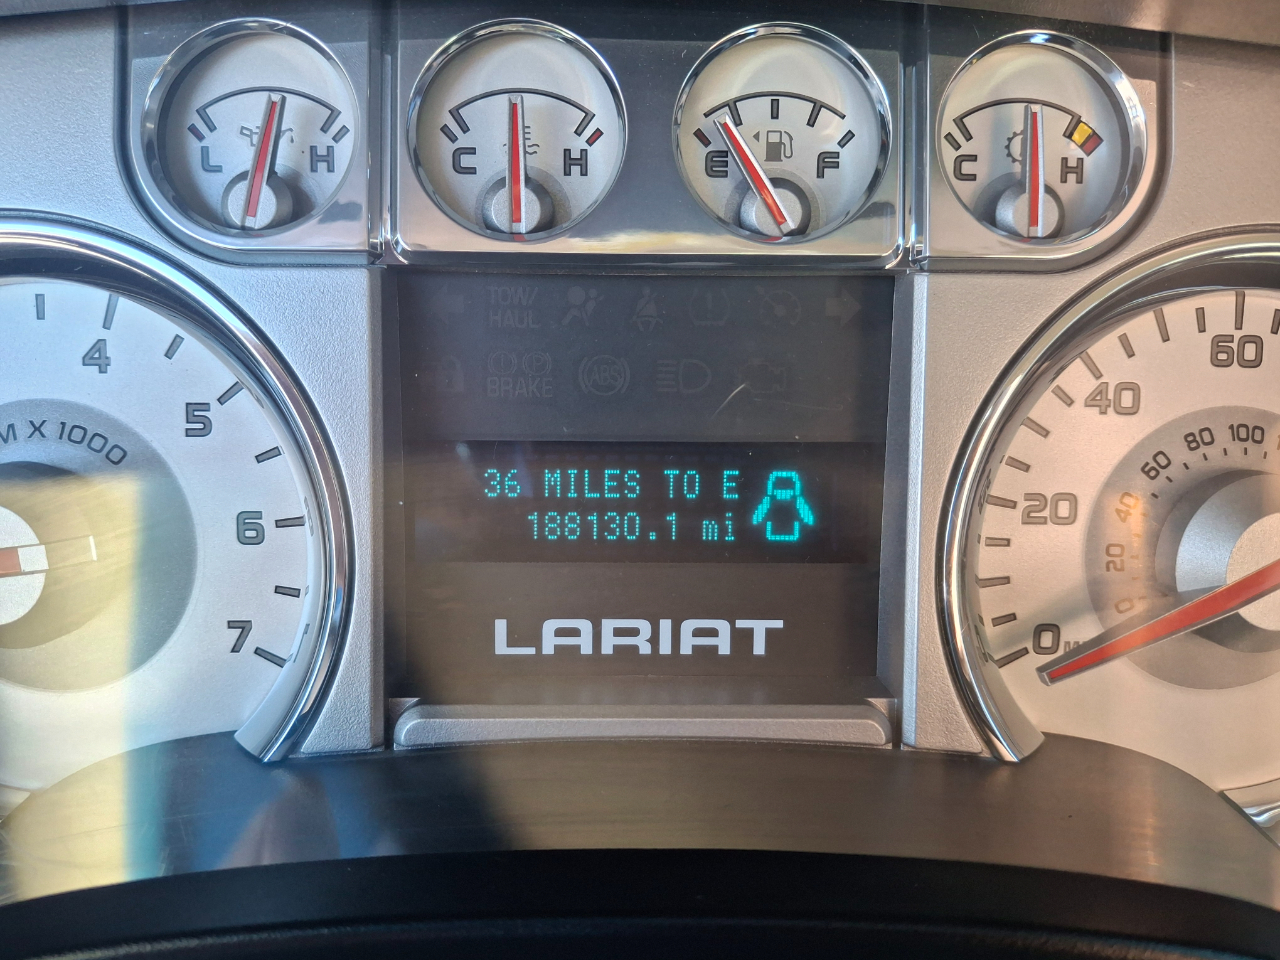 L H
C H
E F
C H
TOW/
HAUL
BRAKE
ABS
4
5
6
7
X 1000
36 MILES TO E
188130.1 mi
LARIAT
0
20
40
60
0
20
40
60
80
100